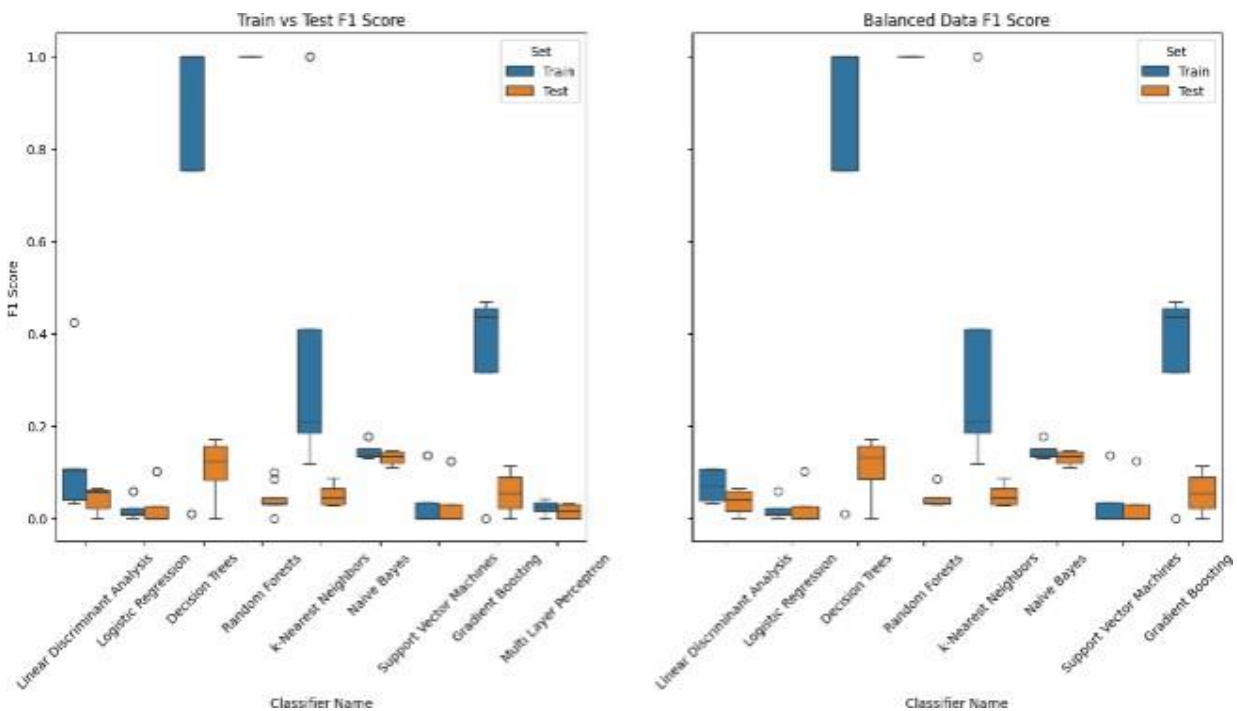 Train vs Test F1 Score
Set
Train
Test
1.0
0.8
0.6
0.4
0.2
0.0
F1 Score
Linear Discriminant Analysis
Logistic Regression
Decision Trees
Random Forests
k-Nearest Neighbors
Naive Bayes
Support Vector Machines
Gradient Boosting
Multi Layer Perceptron
Classifier Name
Balanced Data F1 Score
Set
Train
Test
Linear Discriminant Analysis
Logistic Regression
Decision Trees
Random Forests
k-Nearest Neighbors
Naive Bayes
Support Vector Machines
Gradient Boosting
Classifier Name